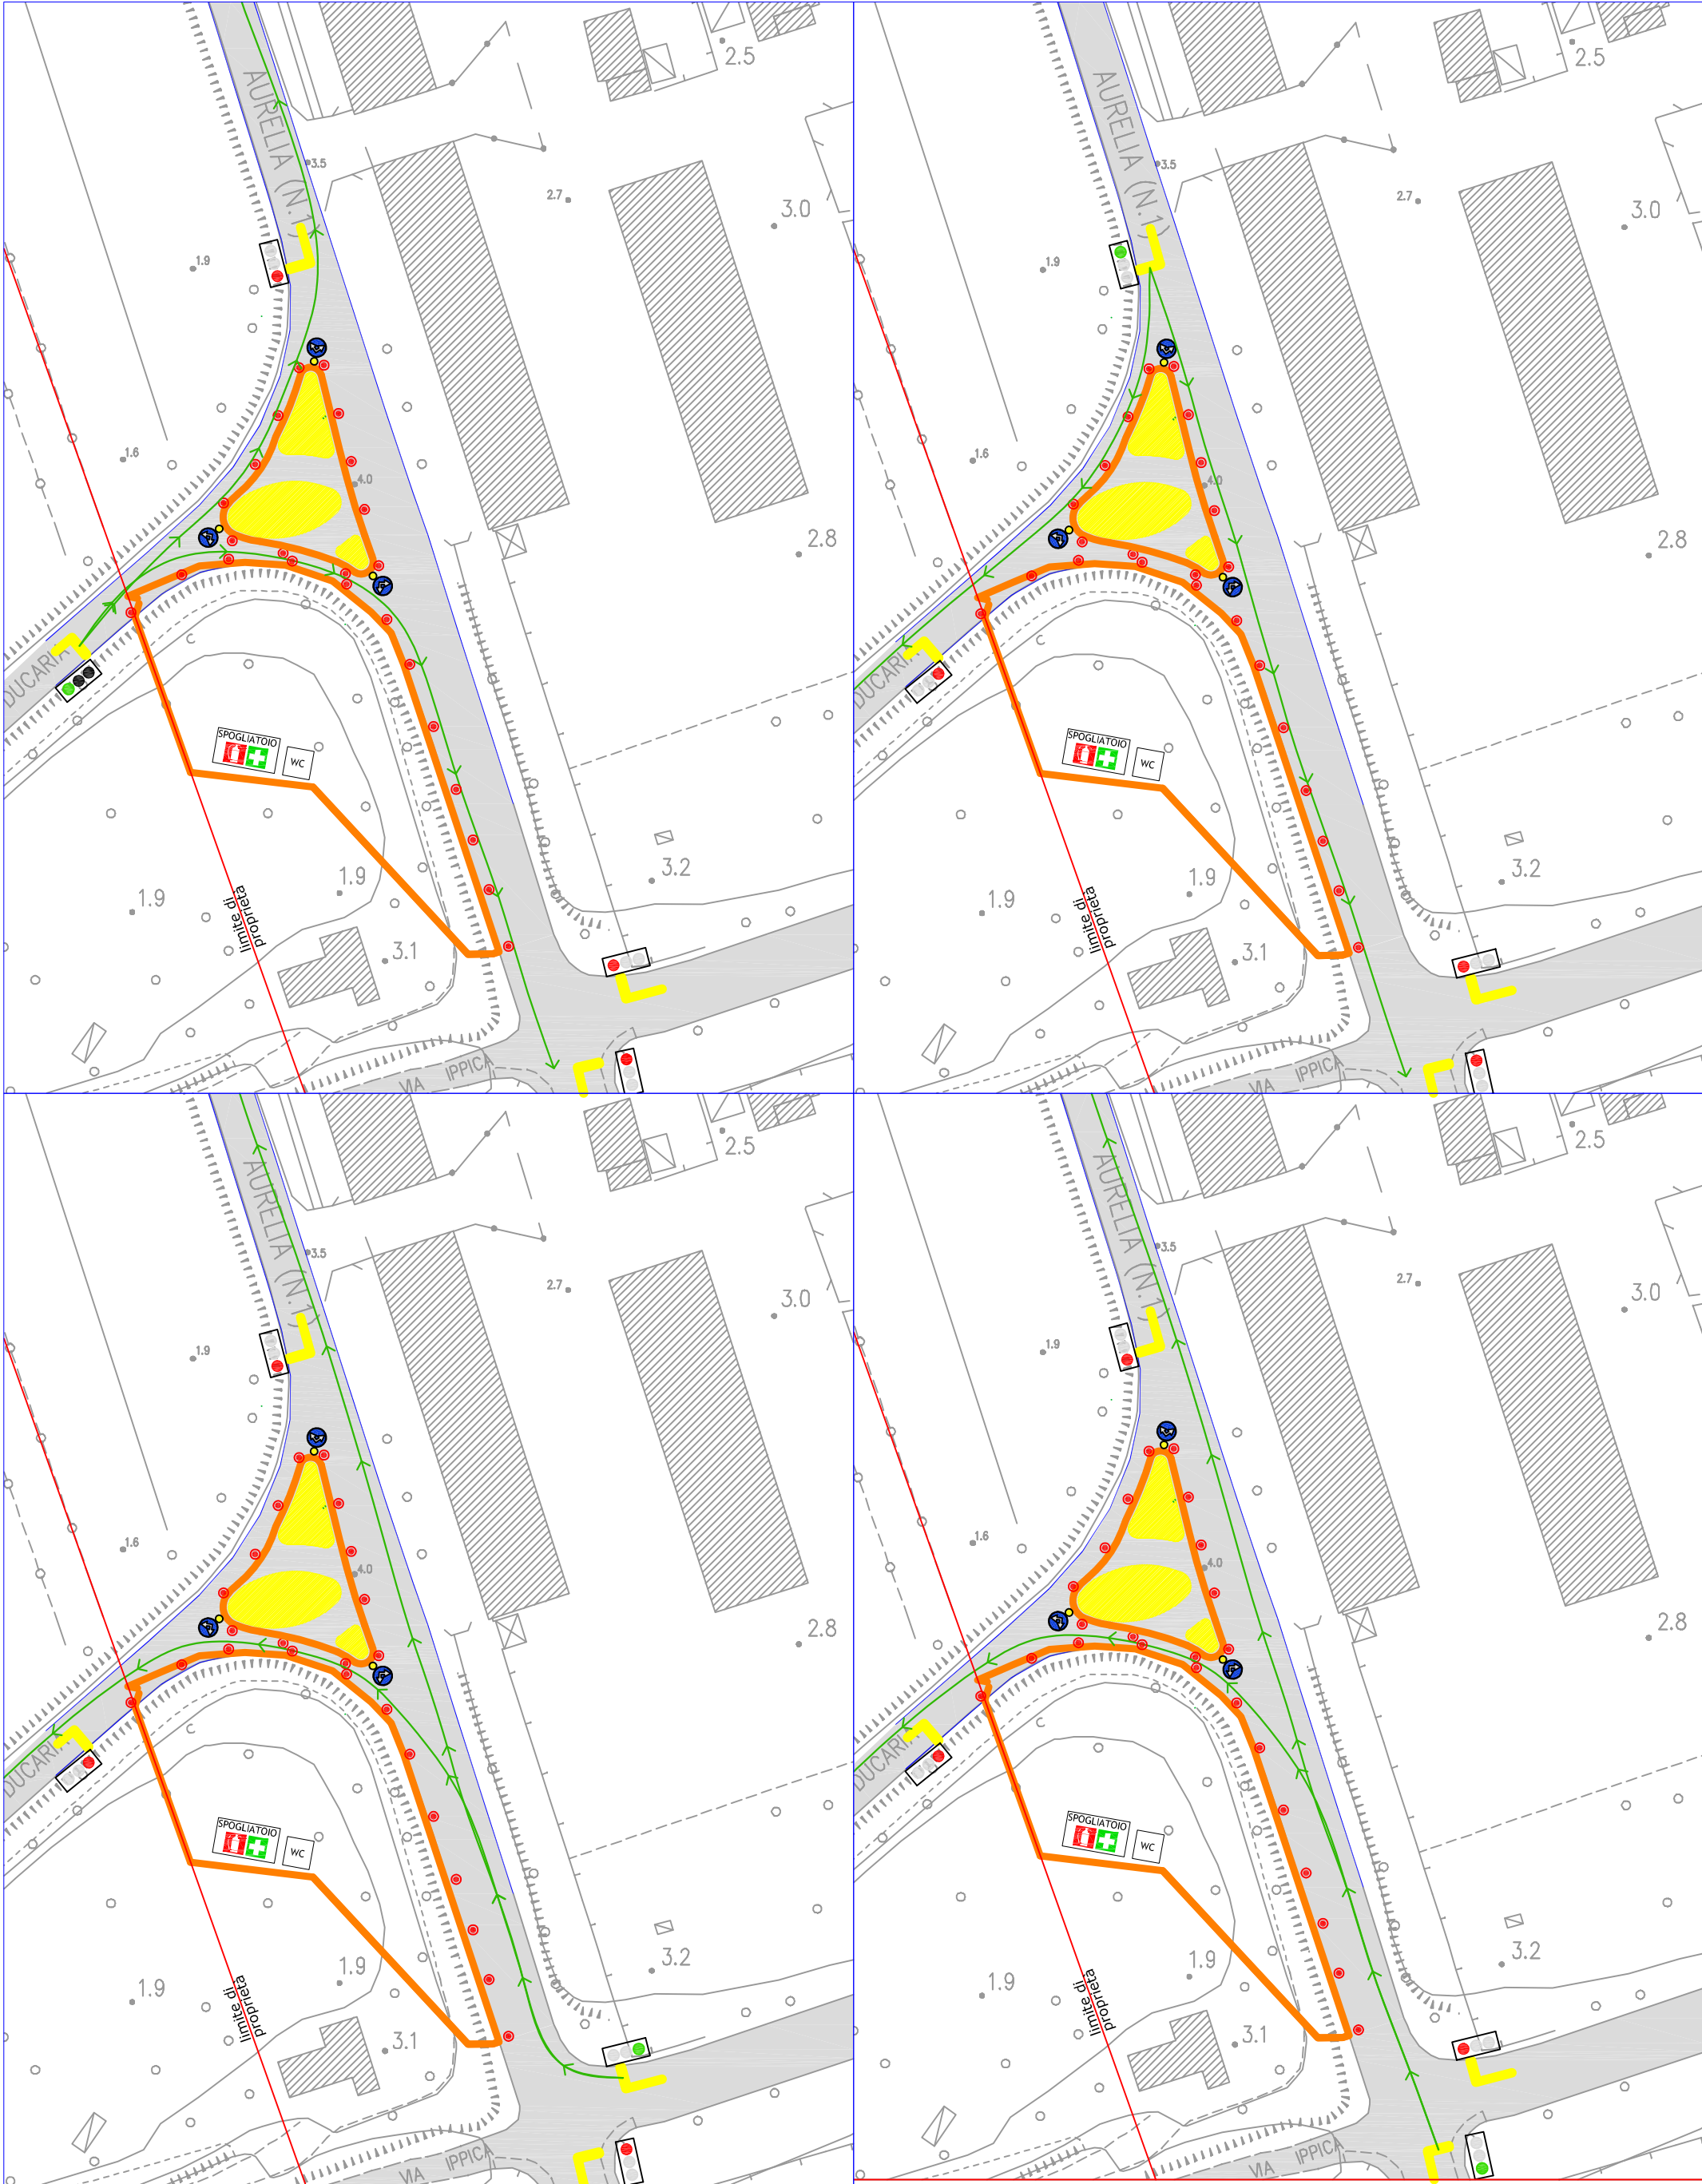 2.5
AURELIA (N.1)
3.5
2.7
3.0
1.9
1.6
4.0
2.8
DUCARIA
C
SPOGLIATOIO
WC
3.2
1.9
1.9
limite di
proprietà
3.1
VIA IPPICA
2.5
AURELIA (N.1)
3.5
2.7
3.0
1.9
1.6
4.0
2.8
DUCARIA
C
SPOGLIATOIO
WC
3.2
1.9
1.9
limite di
proprietà
3.1
VIA IPPICA
2.5
AURELIA (N.1)
3.5
2.7
3.0
1.9
1.6
4.0
2.8
DUCARIA
C
SPOGLIATOIO
WC
3.2
1.9
1.9
limite di
proprietà
3.1
VIA IPPICA
2.5
AURELIA (N.1)
3.5
2.7
3.0
1.9
1.6
4.0
2.8
DUCARIA
C
SPOGLIATOIO
WC
3.2
1.9
1.9
limite di
proprietà
3.1
VIA IPPICA